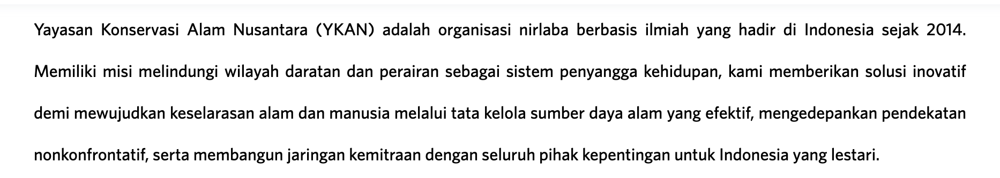 Yayasan Konservasi Alam Nusantara (YKAN) adalah organisasi nirlaba berbasis ilmiah yang hadir di Indonesia sejak 2014.
Memiliki misi melindungi wilayah daratan dan perairan sebagai sistem penyangga kehidupan, kami memberikan solusi inovatif
demi mewujudkan keselarasan alam dan manusia melalui tata kelola sumber daya alam yang efektif, mengedepankan pendekatan
nonkonfrontatif, serta membangun jaringan kemitraan dengan seluruh pihak kepentingan untuk Indonesia yang lestari.